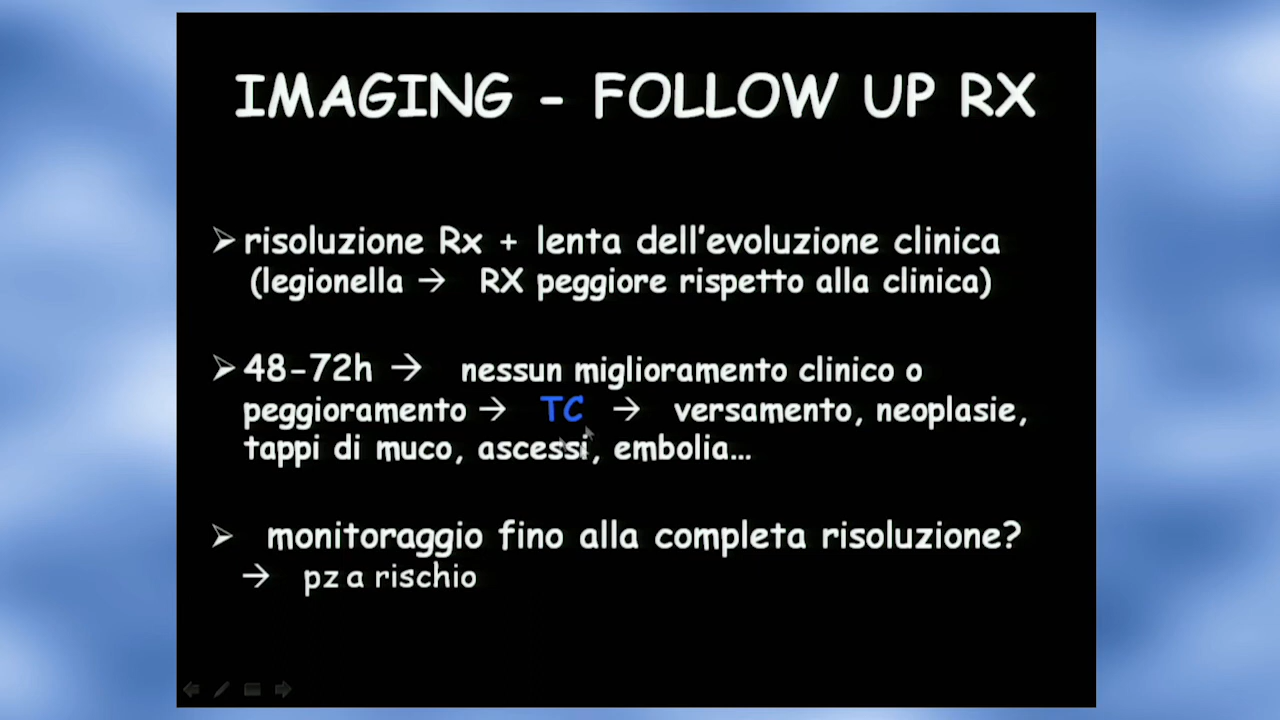 IMAGING - FOLLOW UP RX
➢ risoluzione Rx + lenta dell'evoluzione clinica
(legionella → RX peggiore rispetto alla clinica)
➢ 48-72h → nessun miglioramento clinico o
peggioramento → TC → versamento, neoplasie,
tappi di muco, ascessi, embolia...
➢ monitoraggio fino alla completa risoluzione?
→ pz a rischio